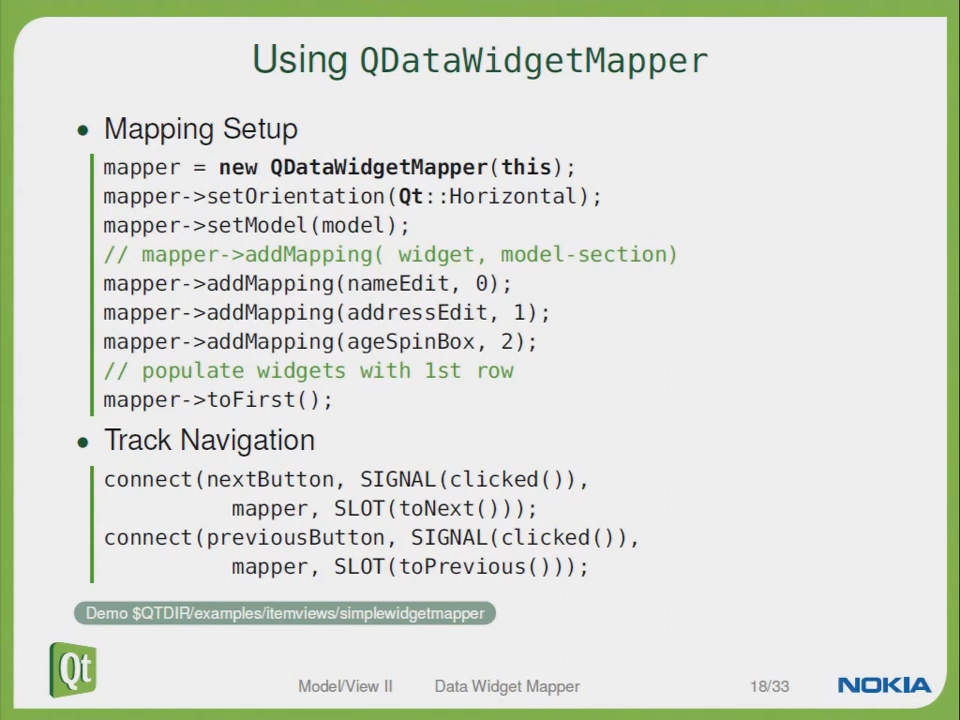 Using QDataWidgetMapper
• Mapping Setup
mapper = new QDataWidgetMapper(this);
mapper->setOrientation(Qt::Horizontal);
mapper->setModel(model);
// mapper->addMapping( widget, model-section)
mapper->addMapping(nameEdit, 0);
mapper->addMapping(addressEdit, 1);
mapper->addMapping(ageSpinBox, 2);
// populate widgets with 1st row
mapper->toFirst();
• Track Navigation
connect(nextButton, SIGNAL(clicked()),
mapper, SLOT(toNext()));
connect(previousButton, SIGNAL(clicked()),
mapper, SLOT(toPrevious()));
Demo $QTDIR/examples/itemviews/simplewidgetmapper
Qt
Model/View II Data Widget Mapper 18/33
NOKIA